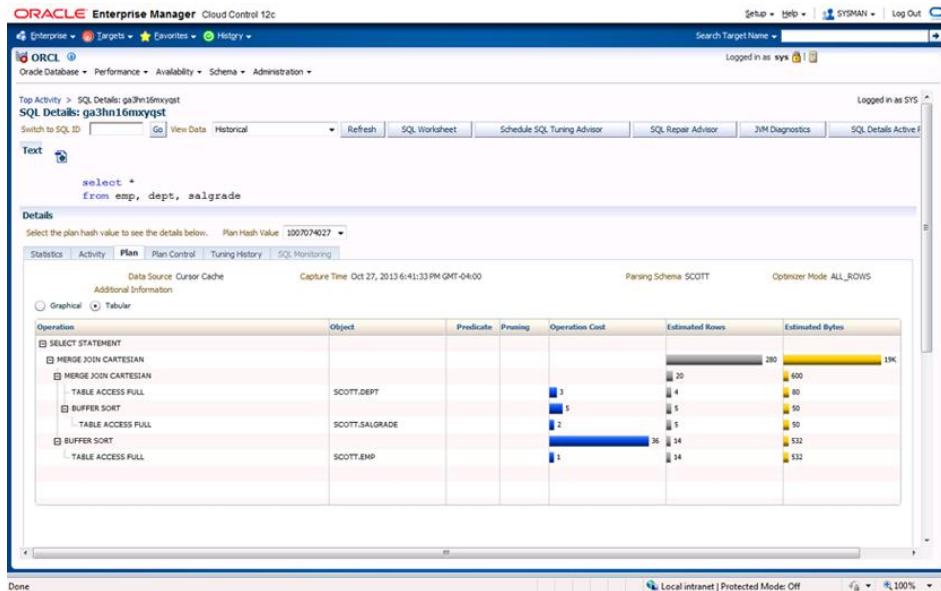 ORACLE Enterprise Manager Cloud Control 12c
Setup Help SYSMAN Log Out
Enterprise Targets Favorites History Search Target Name
ORCL Logged in as sys
Oracle Database Performance Availability Schema Administration
Top Activity > SQL Details: ga3hn16mxyqst Logged in as SYS
SQL Details: ga3hn16mxyqst
Switch to SQL ID Go View Data Historical Refresh SQL Worksheet Schedule SQL Tuning Advisor SQL Repair Advisor JVM Diagnostics SQL Details Active
Text
select *
from emp, dept, salgrade
Details
Select the plan hash value to see the details below. Plan Hash Value 1007074027
Statistics Activity Plan Plan Control Tuning History SQL Monitoring
Data Source Cursor Cache Capture Time Oct 27, 2013 6:41:33 PM GMT-04:00 Parsing Schema SCOTT Optimizer Mode ALL_ROWS
Additional Information
Graphical Tabular
Operation Object Predicate Pruning Operation Cost Estimated Rows Estimated Bytes
SELECT STATEMENT
MERGE JOIN CARTESIAN 280 19K
MERGE JOIN CARTESIAN 20 600
TABLE ACCESS FULL SCOTT.DEPT 3 4 80
BUFFER SORT 5 5 50
TABLE ACCESS FULL SCOTT.SALGRADE 2 5 50
BUFFER SORT 36 14 532
TABLE ACCESS FULL SCOTT.EMP 1 14 532
Done Local intranet | Protected Mode: Off 100%